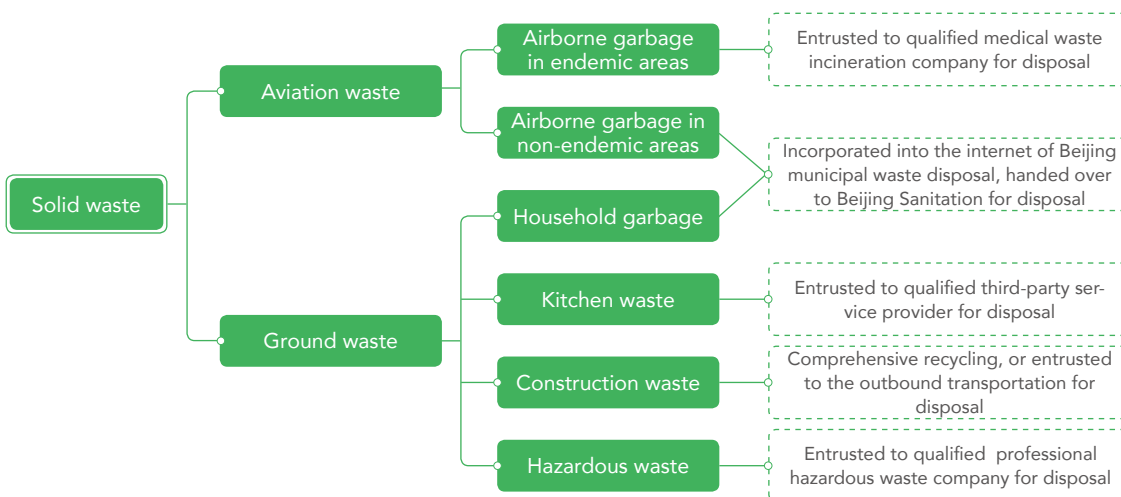 Solid waste
Aviation waste
Ground waste
Airborne garbage
in endemic areas
Airborne garbage in
non-endemic areas
Household garbage
Kitchen waste
Construction waste
Hazardous waste
Entrusted to qualified medical waste
incineration company for disposal
Incorporated into the internet of Beijing
municipal waste disposal, handed over
to Beijing Sanitation for disposal
Entrusted to qualified third-party ser-
vice provider for disposal
Comprehensive recycling, or entrusted
to the outbound transportation for
disposal
Entrusted to qualified professional
hazardous waste company for disposal